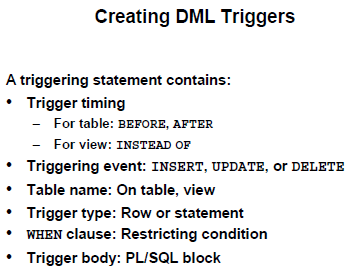 Creating DML Triggers
A triggering statement contains:
• Trigger timing
– For table: BEFORE, AFTER
– For view: INSTEAD OF
• Triggering event: INSERT, UPDATE, or DELETE
• Table name: On table, view
• Trigger type: Row or statement
• WHEN clause: Restricting condition
• Trigger body: PL/SQL block